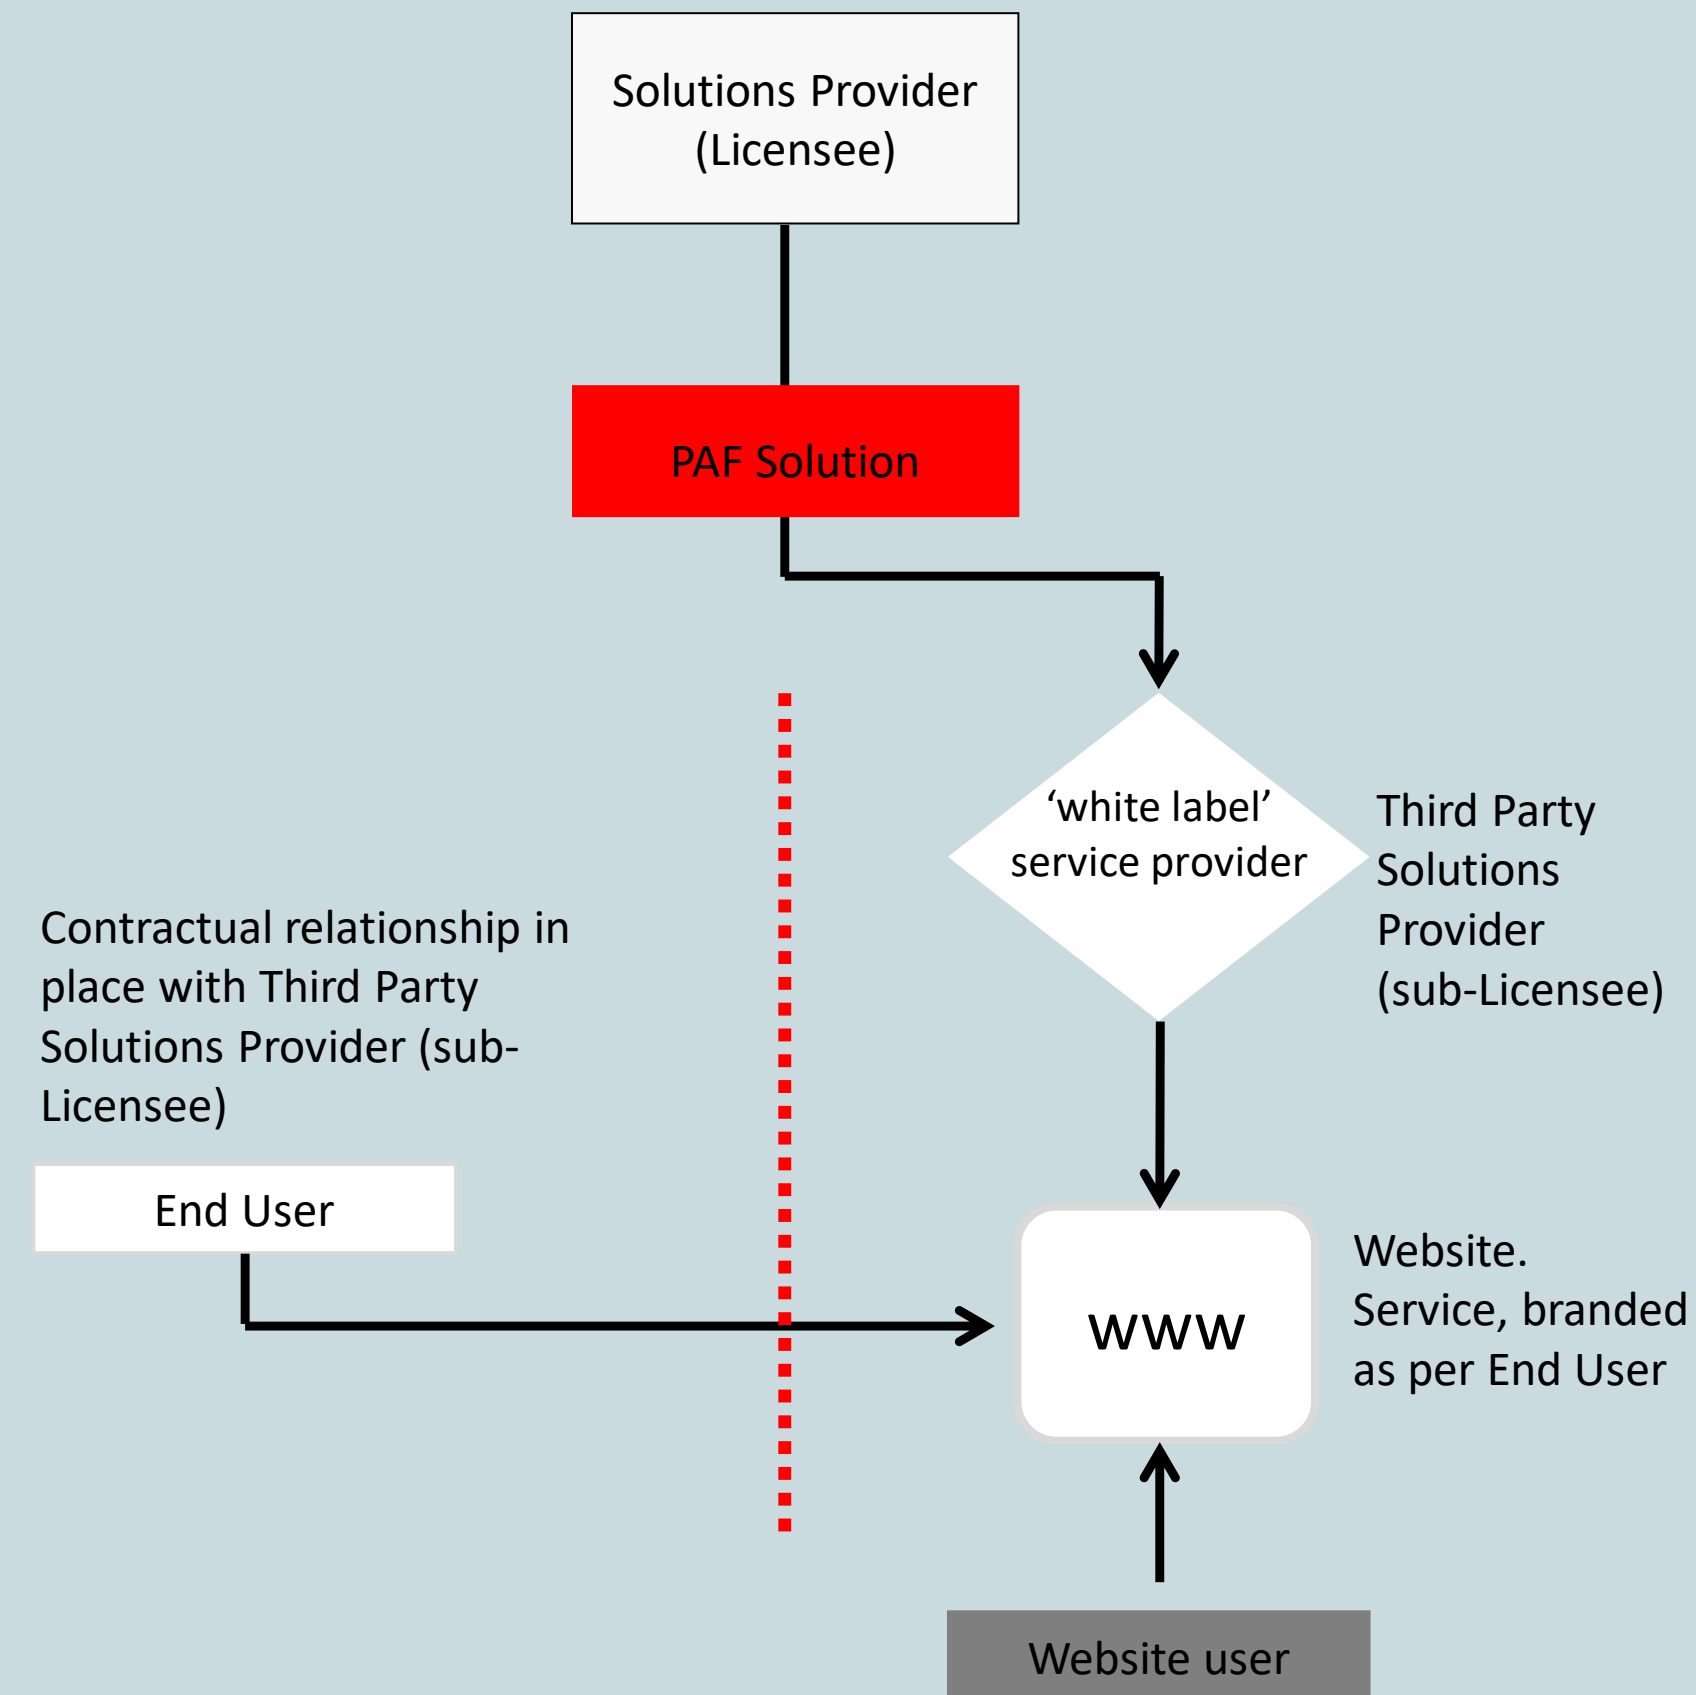 Solutions Provider
(Licensee)
PAF Solution
‘white label’
service provider
Third Party
Solutions
Provider
(sub-Licensee)
Contractual relationship in
place with Third Party
Solutions Provider (sub-
Licensee)
End User
www
Website.
Service, branded
as per End User
Website user